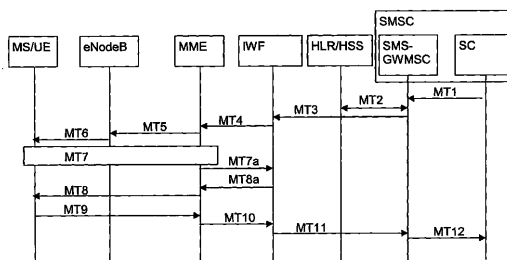 SMSC
MS/UE
eNodeB
MME
IWF
HLR/HSS
SMS-
GWMSC
SC
MT1
MT2
MT3
MT4
MT5
MT6
MT7
MT7a
MT8a
MT8
MT9
MT10
MT11
MT12